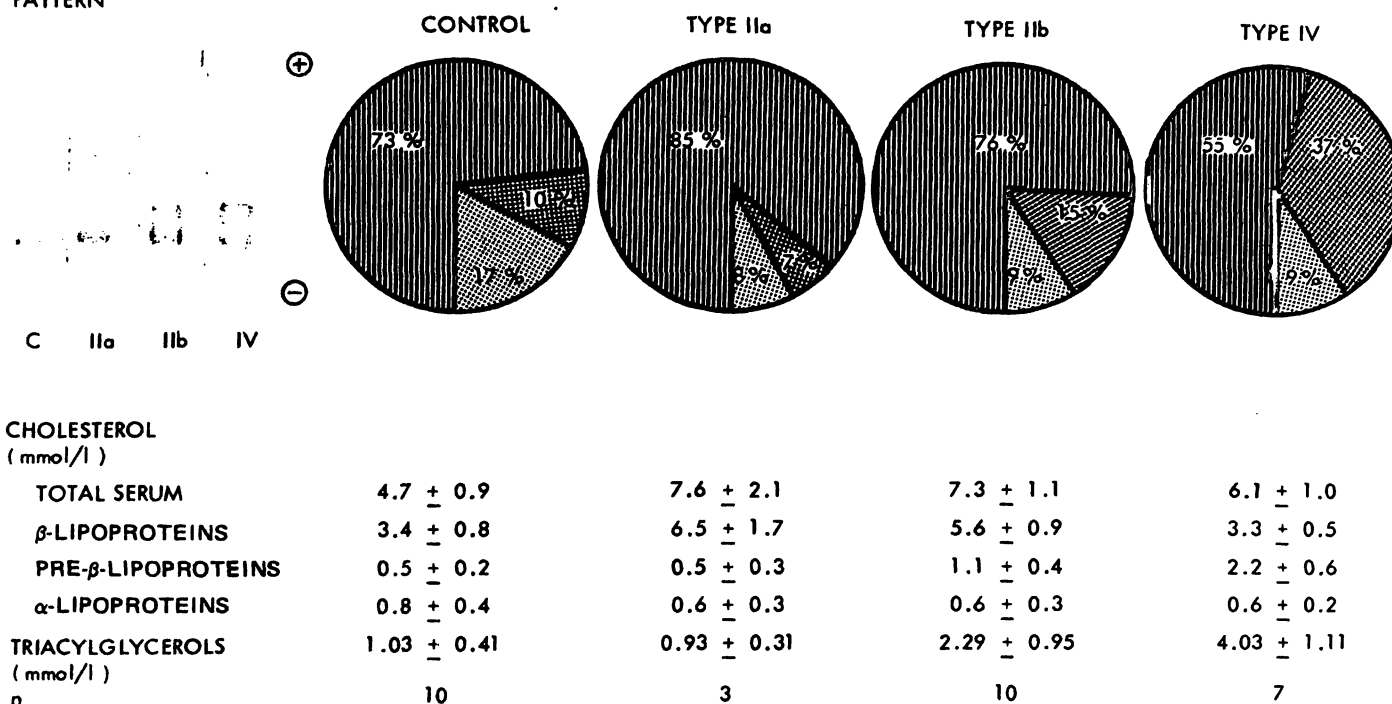 PATTERN
CONTROL TYPE IIa TYPE IIb TYPE IV
⊕
73 % 85 % 76 % 55 % 37 %
10 % 15 %
17 % 8 % 7 % 9 % 9 %
⊖
C IIa IIb IV
CHOLESTEROL
( mmol/l )
TOTAL SERUM 4.7 ± 0.9 7.6 ± 2.1 7.3 ± 1.1 6.1 ± 1.0
β-LIPOPROTEINS 3.4 ± 0.8 6.5 ± 1.7 5.6 ± 0.9 3.3 ± 0.5
PRE-β-LIPOPROTEINS 0.5 ± 0.2 0.5 ± 0.3 1.1 ± 0.4 2.2 ± 0.6
α-LIPOPROTEINS 0.8 ± 0.4 0.6 ± 0.3 0.6 ± 0.3 0.6 ± 0.2
TRIACYLGLYCEROLS 1.03 ± 0.41 0.93 ± 0.31 2.29 ± 0.95 4.03 ± 1.11
( mmol/l )
n 10 3 10 7